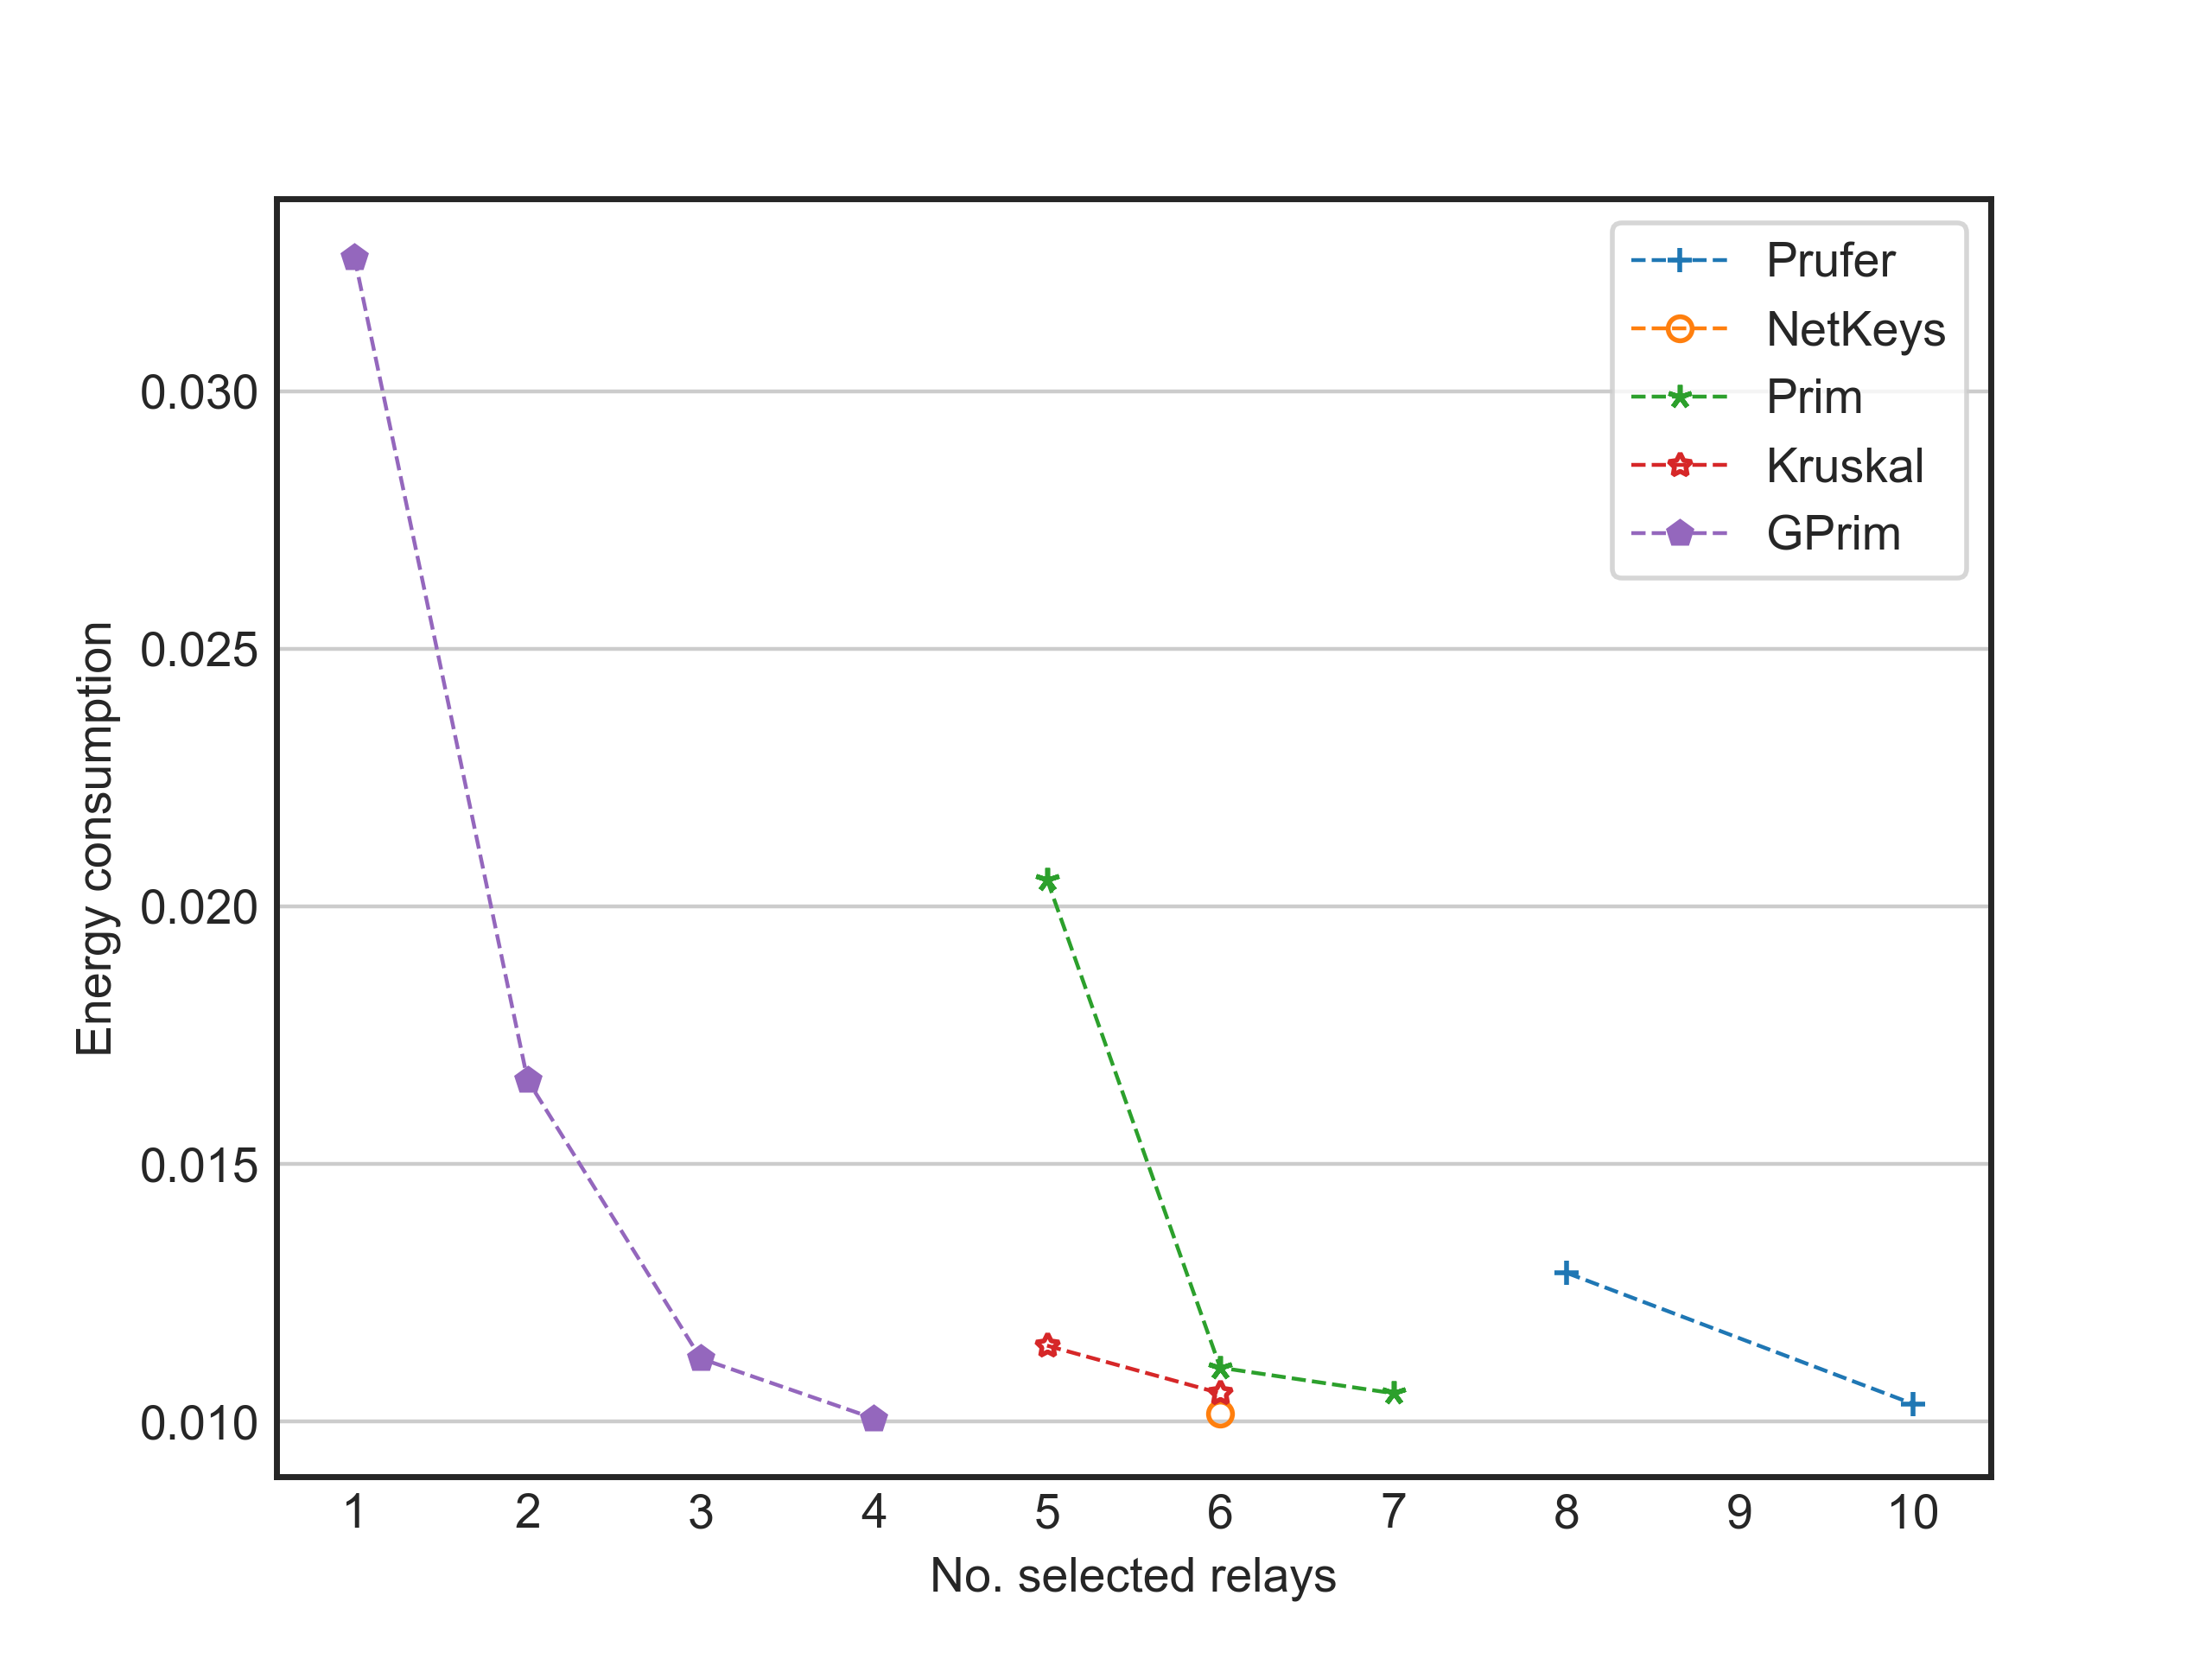 Prufer
NetKeys
Prim
Kruskal
GPrim
0.030
0.025
0.020
0.015
0.010
Energy consumption
1 2 3 4 5 6 7 8 9 10
No. selected relays